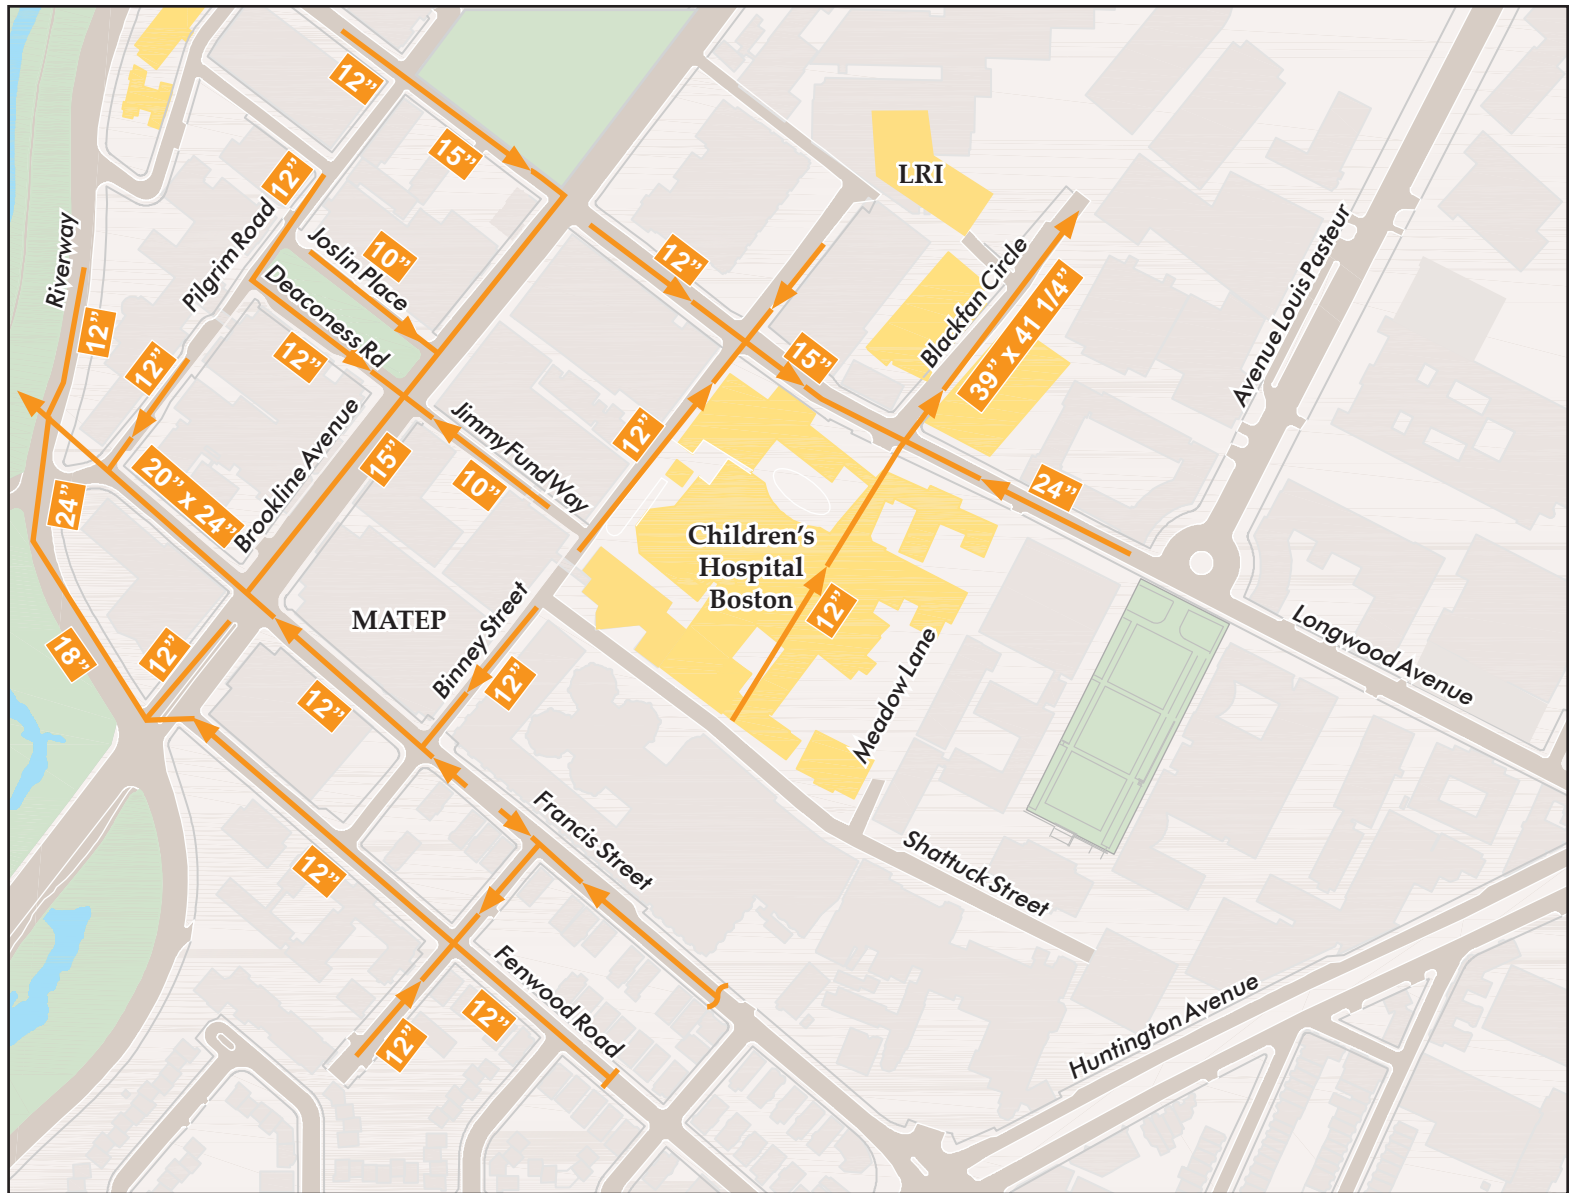 12”
15”
12”
LRI
Pilgrim Road
Riverway
Joslin Place
10”
12”
Avenue Louis Pasteur
Blackfan Circle
39” x 41 1/4”
Deaconess Rd
12”
12”
12”
15”
Brookline Avenue
15”
Jimmy Fund Way
12”
10”
24”
20” x 24”
24”
Children’s
Hospital
Boston
12”
MATEP
Binney Street
12”
18”
12”
12”
Meadow Lane
Longwood Avenue
Francis Street
Shattuck Street
12”
Fenwood Road
12”
12”
Huntington Avenue